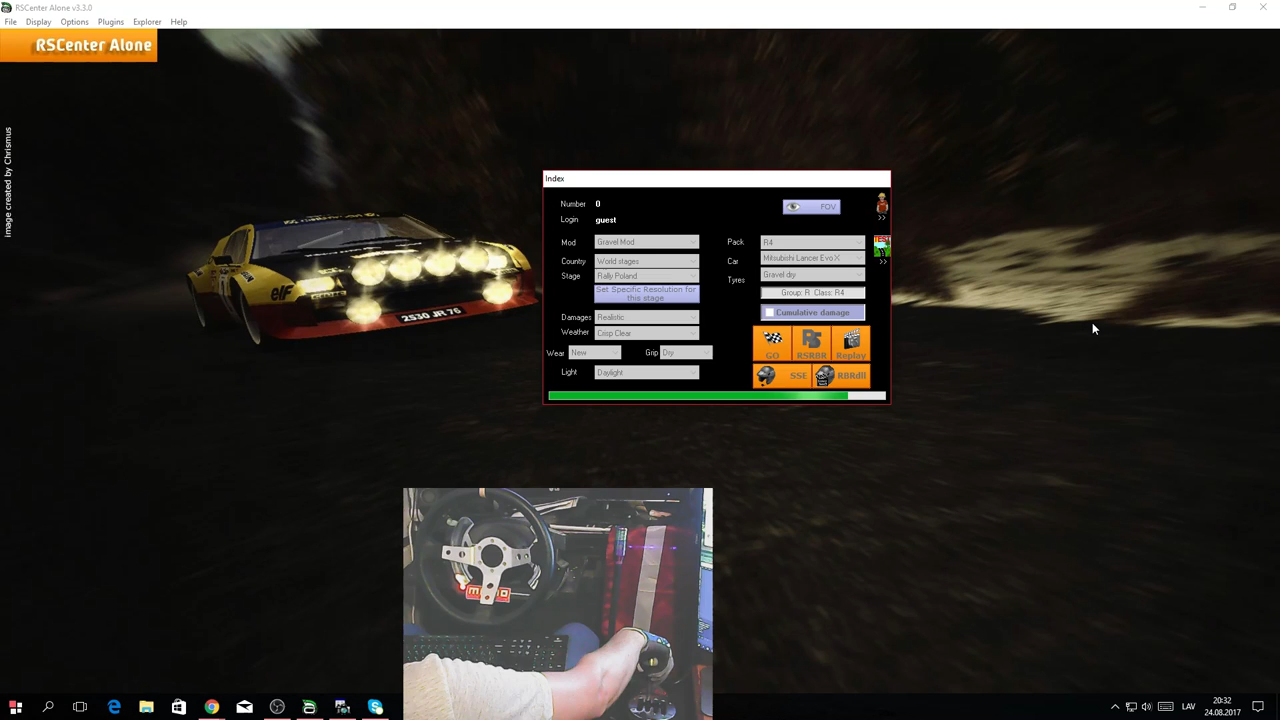 RSCenter Alone v3.3.0
File Display Options Plugins Explorer Help
RSCenter Alone
image created by Chrismus
elf
2S30 JR 76
Index
Number 0
Login guest
FOV
Mod Gravel Mod
Country World stages
Stage Rally Poland
Set Specific Resolution for
this stage
Damages Realistic
Weather Crisp Clear
Wear New Grip Dry
Light Daylight
Pack R4
Car Mitsubishi Lancer Evo X
Tyres Gravel dry
Group: R Class: R4
Cumulative damage
GO RSRBR Replay
SSE RBRdll
TEST
>>
>>
MOMO
LAV
20:32
24.08.2017